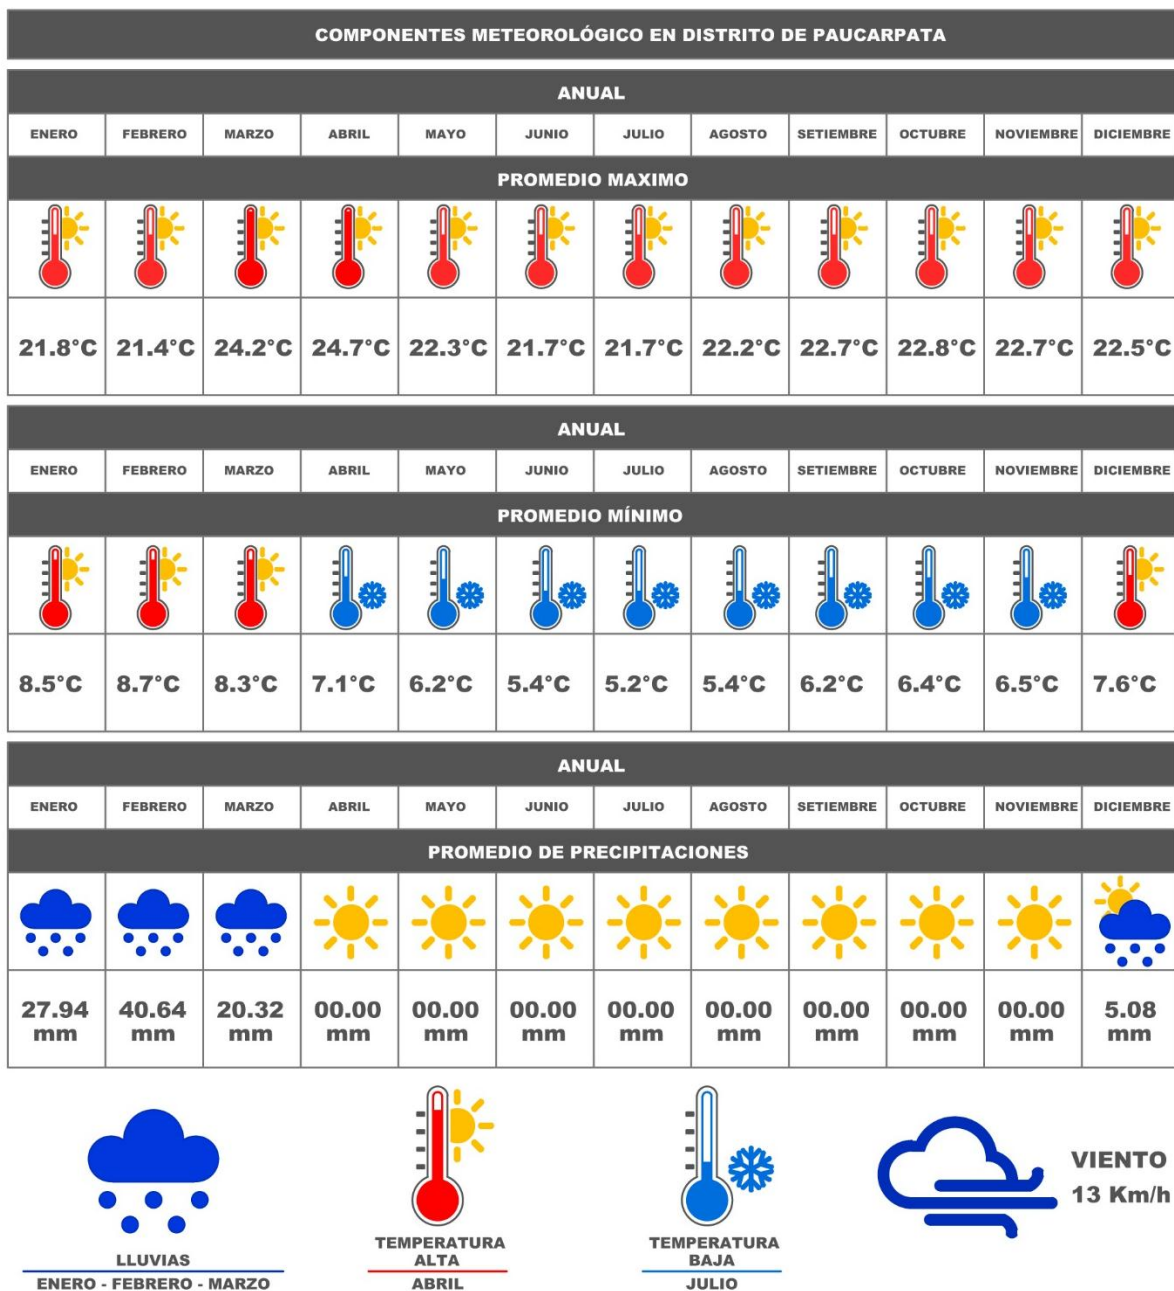 COMPONENTES METEOROLÓGICO EN DISTRITO DE PAUCARPATA
ANUAL
ENERO FEBRERO MARZO ABRIL MAYO JUNIO JULIO AGOSTO SETIEMBRE OCTUBRE NOVIEMBRE DICIEMBRE
PROMEDIO MAXIMO
21.8°C 21.4°C 24.2°C 24.7°C 22.3°C 21.7°C 21.7°C 22.2°C 22.7°C 22.8°C 22.7°C 22.5°C
ANUAL
ENERO FEBRERO MARZO ABRIL MAYO JUNIO JULIO AGOSTO SETIEMBRE OCTUBRE NOVIEMBRE DICIEMBRE
PROMEDIO MÍNIMO
8.5°C 8.7°C 8.3°C 7.1°C 6.2°C 5.4°C 5.2°C 5.4°C 6.2°C 6.4°C 6.5°C 7.6°C
ANUAL
ENERO FEBRERO MARZO ABRIL MAYO JUNIO JULIO AGOSTO SETIEMBRE OCTUBRE NOVIEMBRE DICIEMBRE
PROMEDIO DE PRECIPITACIONES
27.94 40.64 20.32 00.00 00.00 00.00 00.00 00.00 00.00 00.00 00.00 5.08
mm mm mm mm mm mm mm mm mm mm mm mm
LLUVIAS
ENERO - FEBRERO - MARZO
TEMPERATURA
ALTA
ABRIL
TEMPERATURA
BAJA
JULIO
VIENTO
13 Km/h